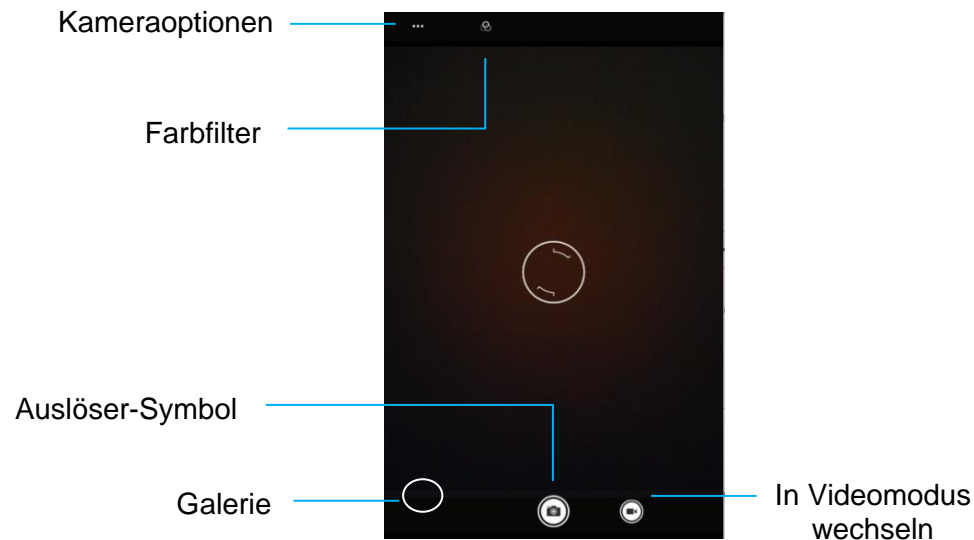 Kameraoptionen
Farbfilter
Auslöser-Symbol
Galerie
In Videomodus
wechseln